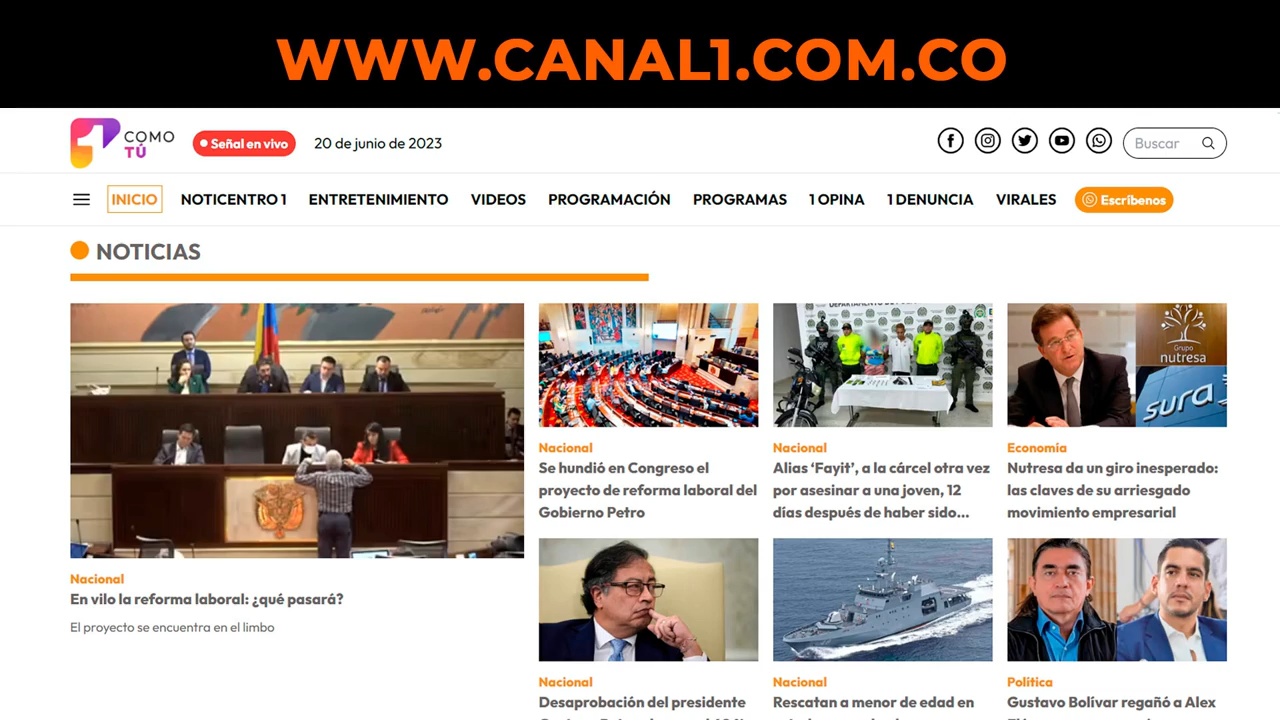 WWW.CANAL1.COM.CO
1 COMO
TÚ
Señal en vivo
20 de junio de 2023
Buscar
INICIO
NOTICENTRO 1
ENTRETENIMIENTO
VIDEOS
PROGRAMACIÓN
PROGRAMAS
1 OPINA
1 DENUNCIA
VIRALES
Escríbenos
NOTICIAS
Grupo
nutresa
sura
Nacional
En vilo la reforma laboral: ¿qué pasará?
El proyecto se encuentra en el limbo
Nacional
Se hundió en Congreso el
proyecto de reforma laboral del
Gobierno Petro
Nacional
Alias ‘Fayit’, a la cárcel otra vez
por asesinar a una joven, 12
días después de haber sido...
Economía
Nutresa da un giro inesperado:
las claves de su arriesgado
movimiento empresarial
Nacional
Desaprobación del presidente
Nacional
Rescatan a menor de edad en
Política
Gustavo Bolívar regañó a Alex